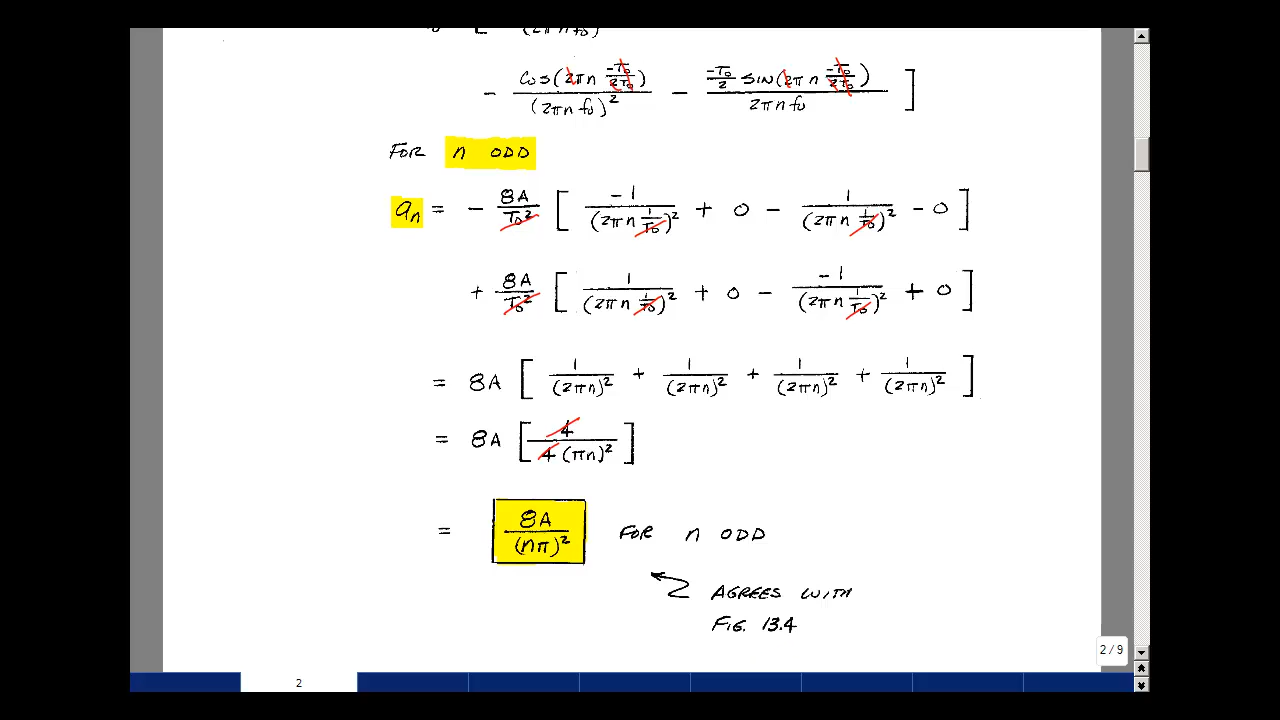 (2πn f0)
- cos(2πn -T0/2T0)/(2πn f0)² - -T0/2 sin(2πn -T0/2T0)/2πn f0 ]
FOR n ODD
an = - 8A/T0² [ -1/(2πn 1/T0)² + 0 - 1/(2πn 1/T0)² - 0 ]
+ 8A/T0² [ 1/(2πn 1/T0)² + 0 - -1/(2πn 1/T0)² + 0 ]
= 8A [ 1/(2πn)² + 1/(2πn)² + 1/(2πn)² + 1/(2πn)² ]
= 8A [ 4/4(πn)² ]
= 8A/(nπ)² FOR n ODD
AGREES WITH
FIG. 13.4
2 / 9
2